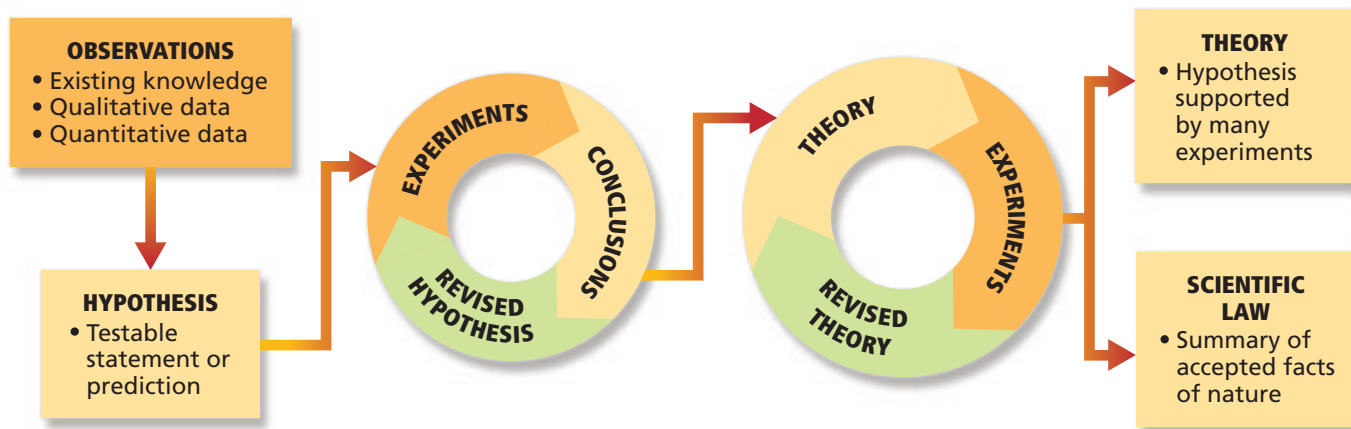 OBSERVATIONS
• Existing knowledge
• Qualitative data
• Quantitative data
HYPOTHESIS
• Testable
statement or
prediction
EXPERIMENTS
CONCLUSIONS
REVISED
HYPOTHESIS
THEORY
EXPERIMENTS
REVISED
THEORY
THEORY
• Hypothesis
supported
by many
experiments
SCIENTIFIC
LAW
• Summary of
accepted facts
of nature